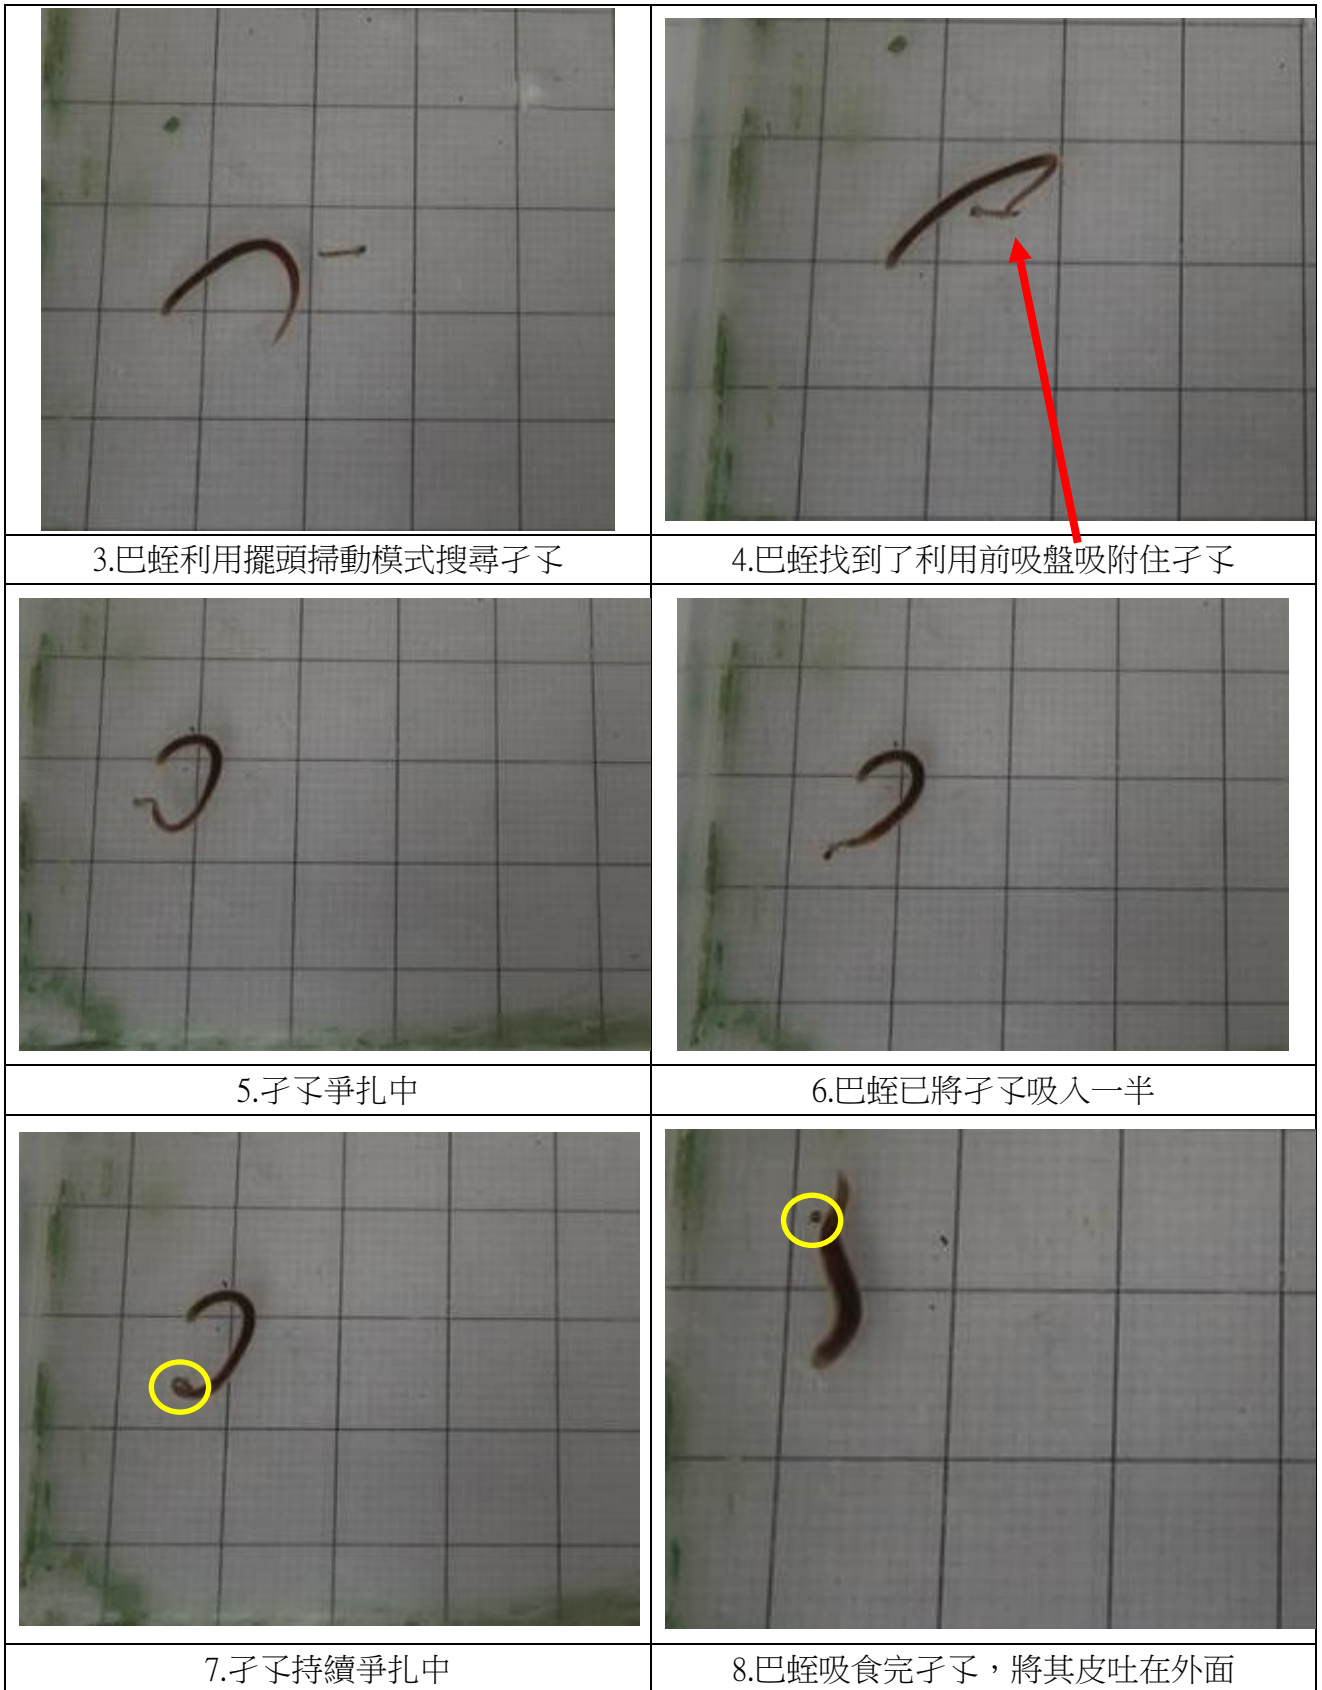 3.巴蛭利用擺頭掃動模式搜尋孑孓
4.巴蛭找到了利用前吸盤吸附住孑孓
5.孑孓爭扎中
6.巴蛭已將孑孓吸入一半
7.孑孓持續爭扎中
8.巴蛭吸食完孑孓，將其皮吐在外面